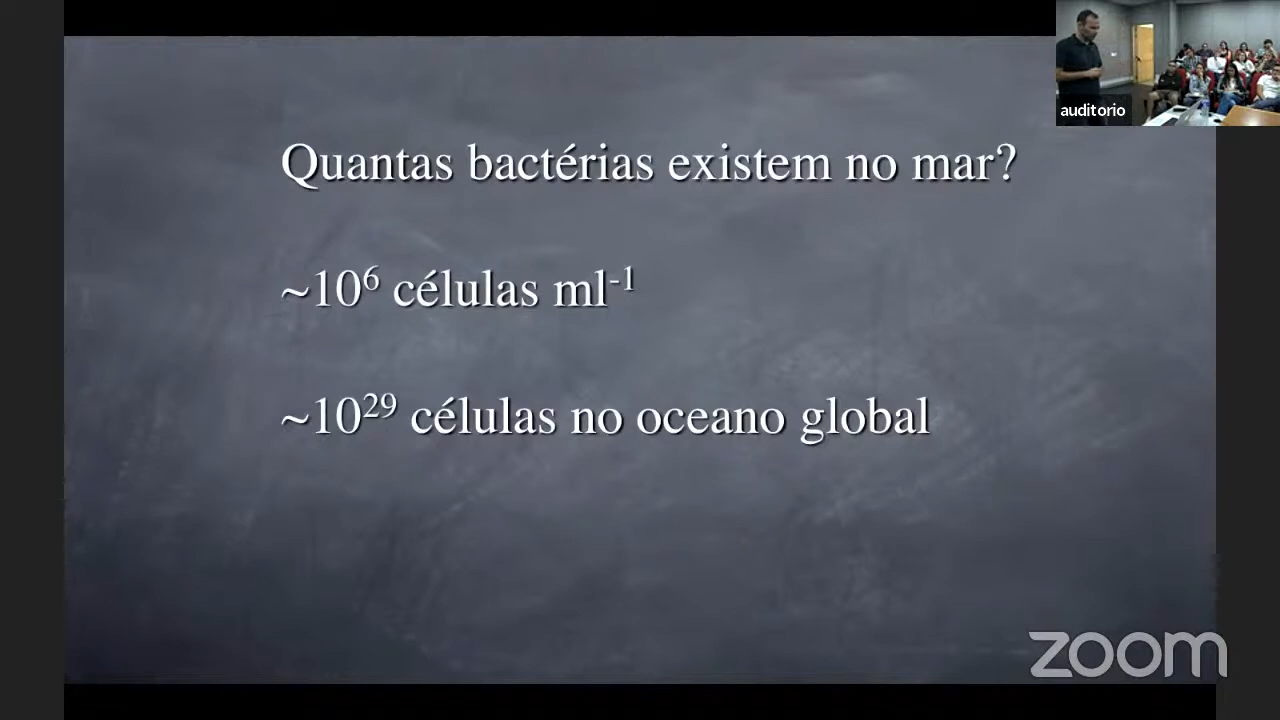 auditorio
Quantas bactérias existem no mar?
~10⁶ células ml⁻¹
~10²⁹ células no oceano global
zoom